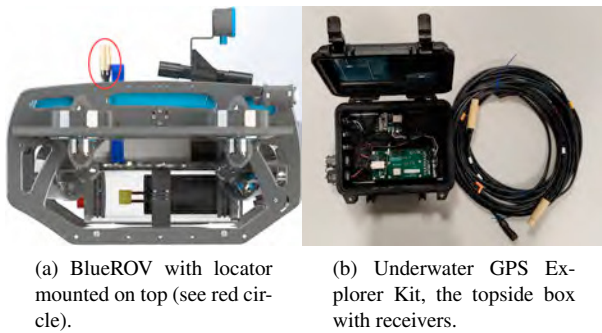 (a) BlueROV with locator
mounted on top (see red cir-
cle).
(b) Underwater GPS Ex-
plorer Kit, the topside box
with receivers.